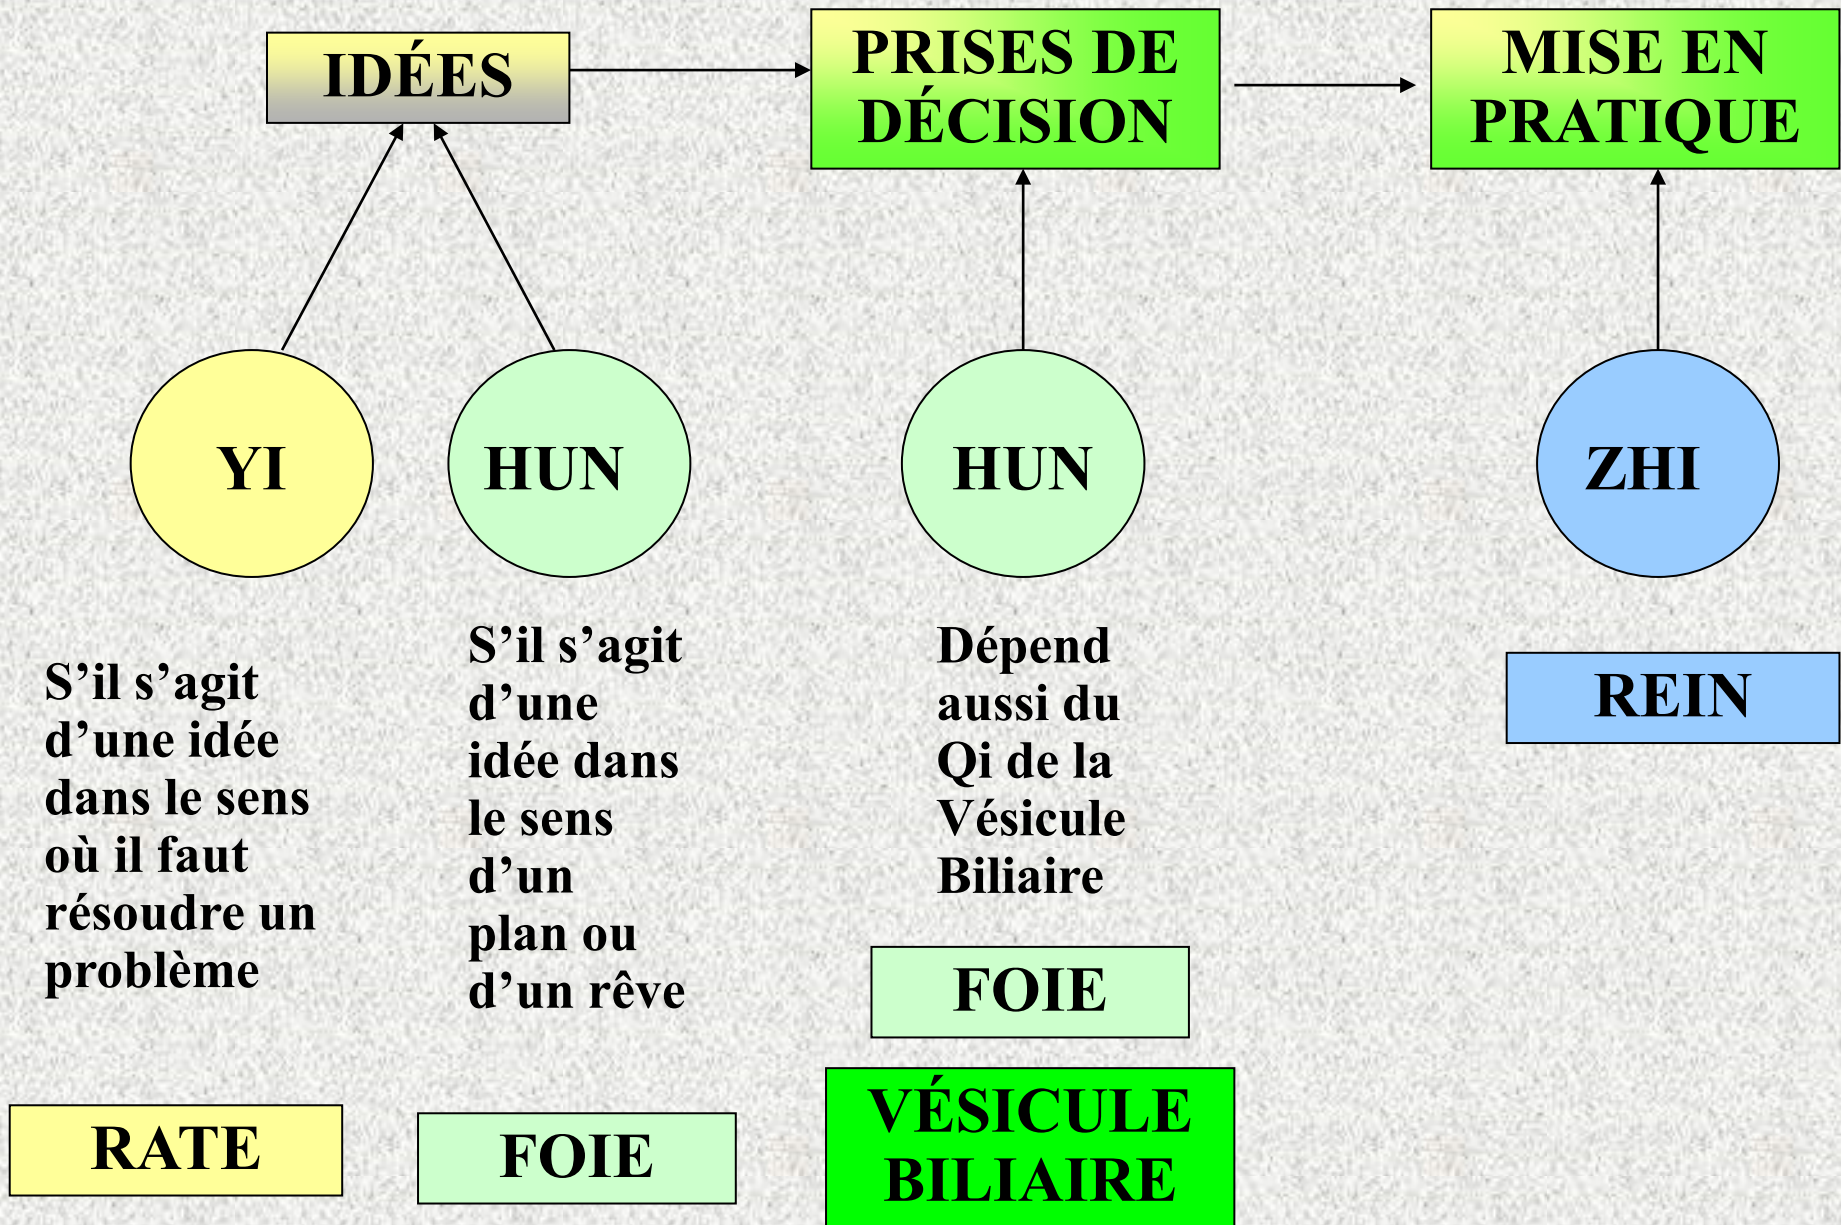 IDÉES
PRISES DE
DÉCISION
MISE EN
PRATIQUE
YI
HUN
HUN
ZHI
S’il s’agit
d’une idée
dans le sens
où il faut
résoudre un
problème
S’il s’agit
d’une
idée dans
le sens
d’un
plan ou
d’un rêve
Dépend
aussi du
Qi de la
Vésicule
Biliaire
REIN
FOIE
RATE
FOIE
VÉSICULE
BILIAIRE